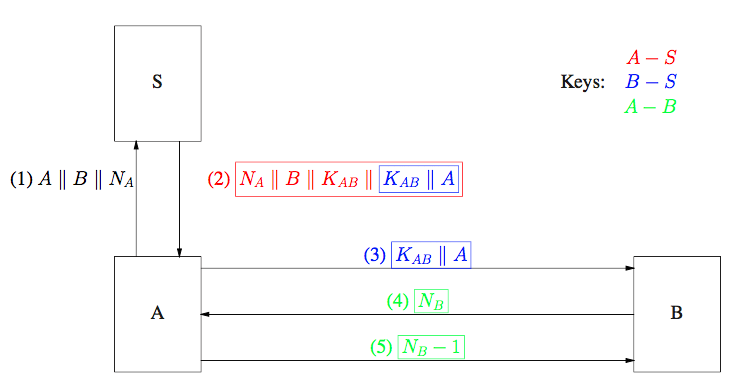 S
A – S
Keys: B – S
A – B
(1) A ∥ B ∥ N_A
(2) N_A ∥ B ∥ K_AB ∥ K_AB ∥ A
(3) K_AB ∥ A
(4) N_B
A
B
(5) N_B – 1